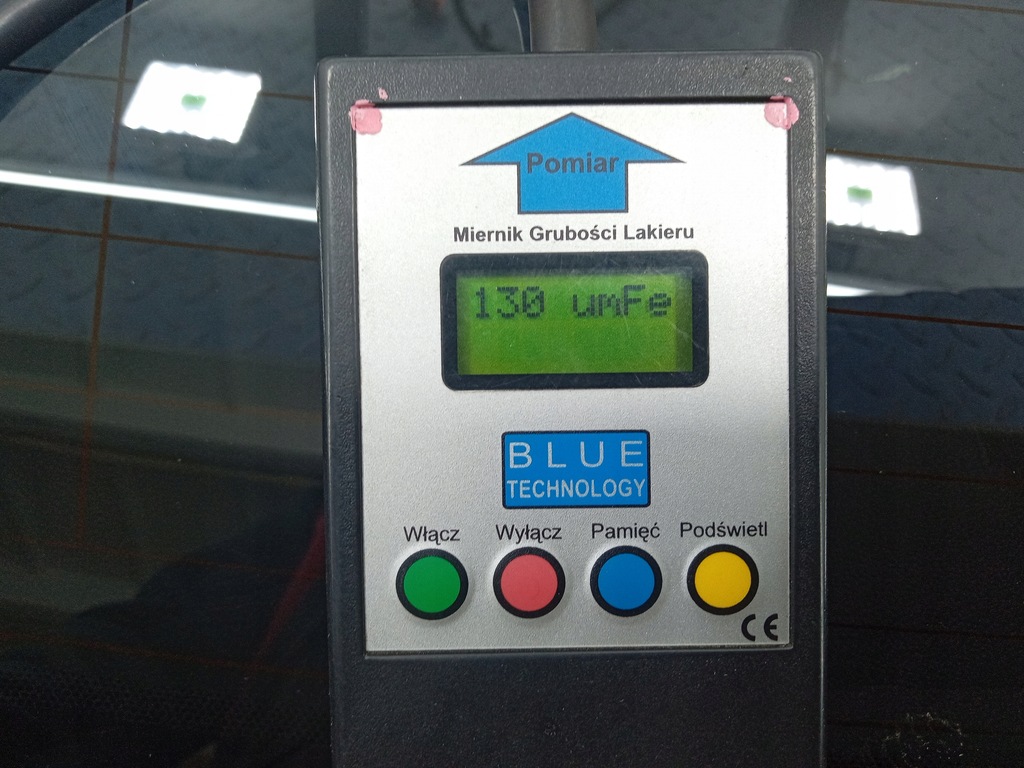 Pomiar
Miernik Grubości Lakieru
130 umFe
BLUE
TECHNOLOGY
Włącz Wyłącz Pamięć Podświetl
CE